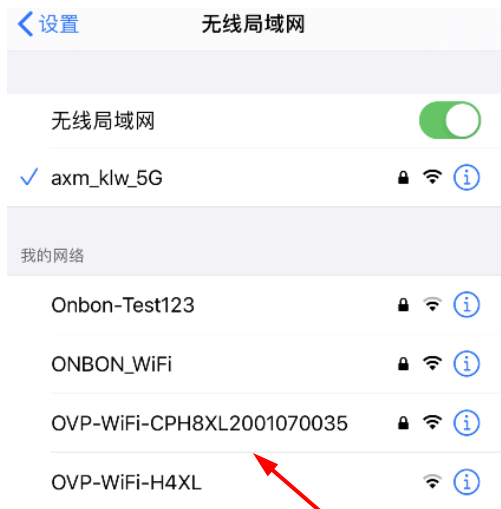 设置 无线局域网
无线局域网
axm_klw_5G
我的网络
Onbon-Test123
ONBON_WiFi
OVP-WiFi-CPH8XL2001070035
OVP-WiFi-H4XL